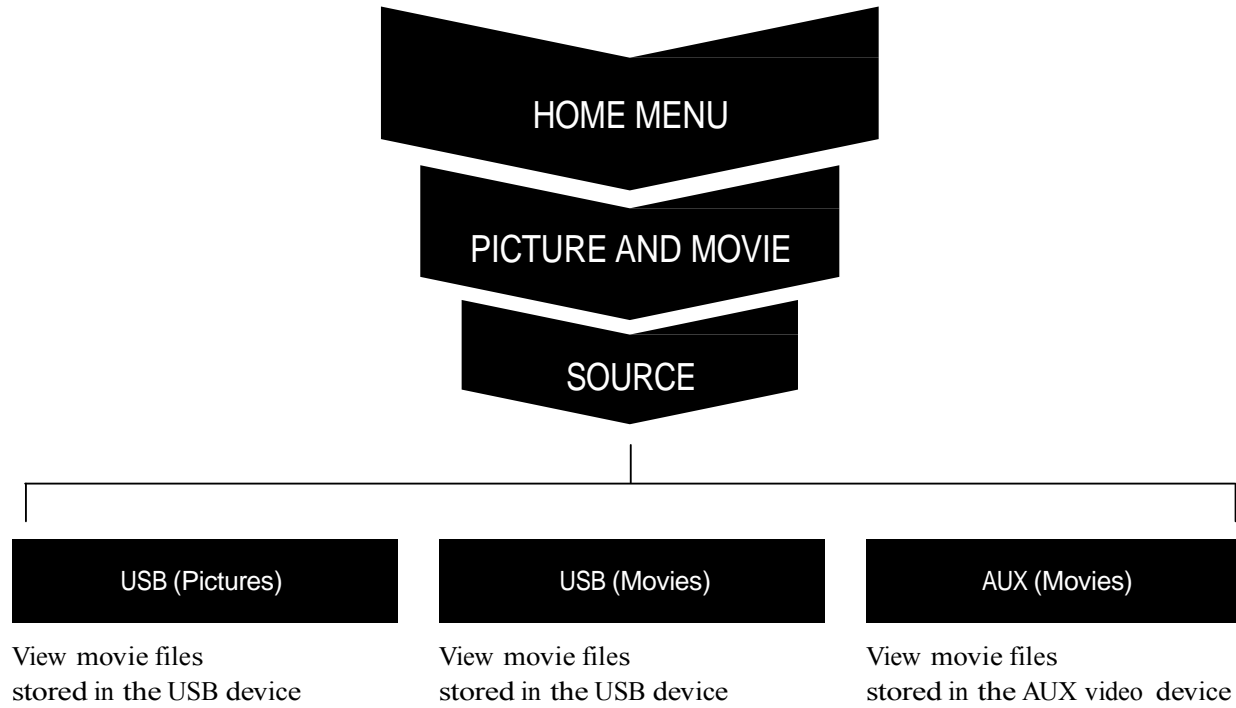 HOME MENU
PICTURE AND MOVIE
SOURCE
USB (Pictures)
USB (Movies)
AUX (Movies)
View movie files
stored in the USB device
View movie files
stored in the USB device
View movie files
stored in the AUX video device